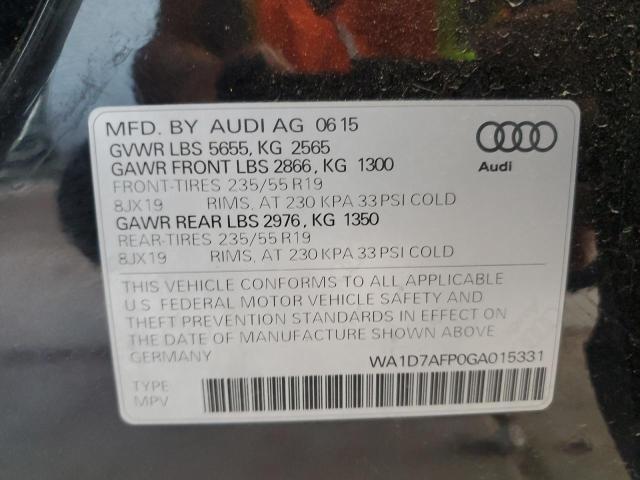 MFD. BY AUDI AG 06 15
GVWR LBS 5655, KG 2565
GAWR FRONT LBS 2866, KG 1300
FRONT-TIRES 235/55 R19
8JX19 RIMS, AT 230 KPA 33 PSI COLD
GAWR REAR LBS 2976, KG 1350
REAR-TIRES 235/55 R19
8JX19 RIMS, AT 230 KPA 33 PSI COLD
Audi
THIS VEHICLE CONFORMS TO ALL APPLICABLE
U S FEDERAL MOTOR VEHICLE SAFETY AND
THEFT PREVENTION STANDARDS IN EFFECT ON
THE DATE OF MANUFACTURE SHOWN ABOVE
GERMANY
WA1D7AFP0GA015331
TYPE
MPV